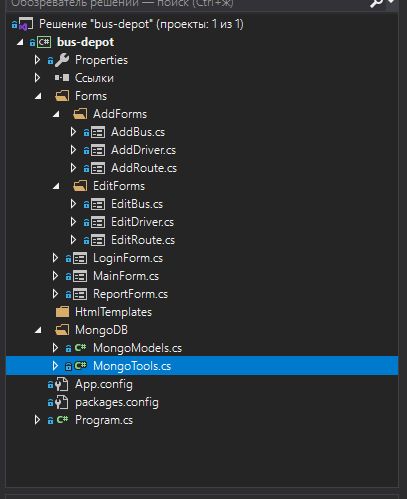 Обозреватель решений — поиск (Ctrl+ж)
Решение "bus-depot" (проекты: 1 из 1)
C# bus-depot
Properties
Ссылки
Forms
AddForms
AddBus.cs
AddDriver.cs
AddRoute.cs
EditForms
EditBus.cs
EditDriver.cs
EditRoute.cs
LoginForm.cs
MainForm.cs
ReportForm.cs
HtmlTemplates
MongoDB
C# MongoModels.cs
C# MongoTools.cs
App.config
packages.config
C# Program.cs